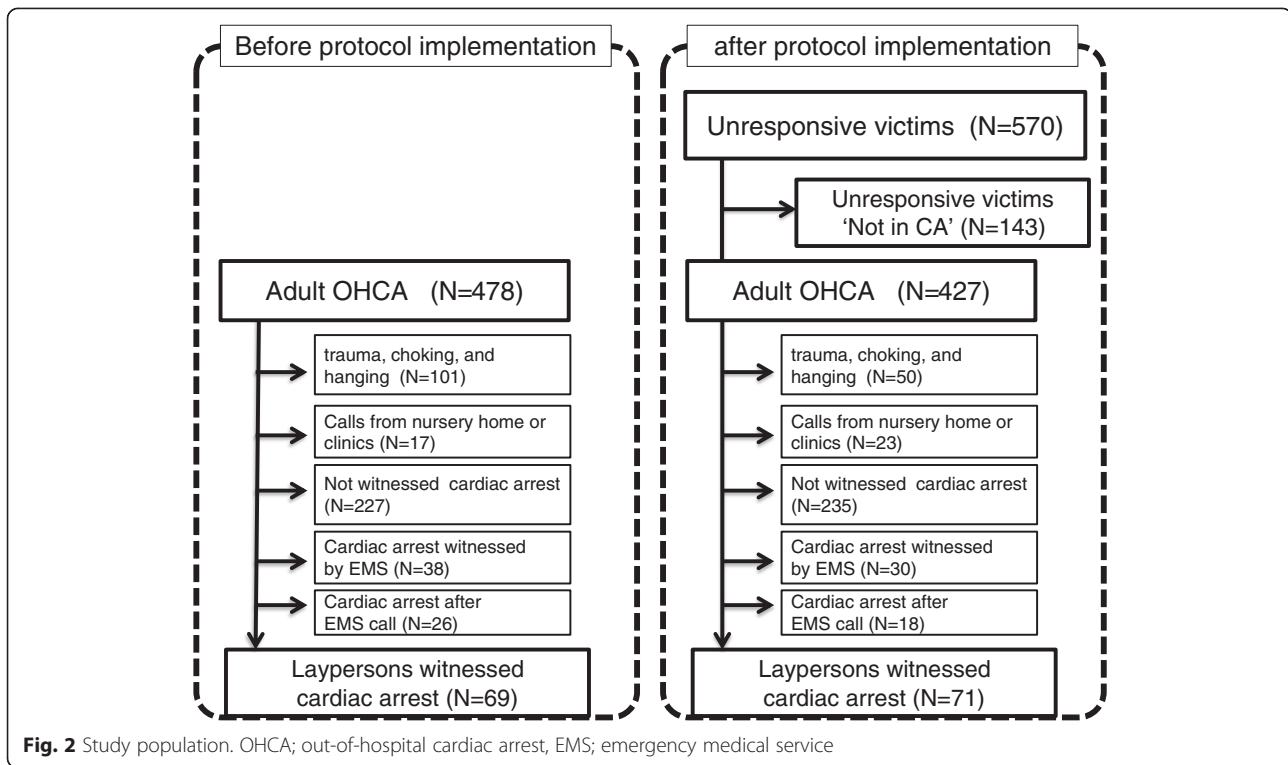 Before protocol implementation
Adult OHCA (N=478)
trauma, choking, and
hanging (N=101)
Calls from nursery home or
clinics (N=17)
Not witnessed cardiac arrest
(N=227)
Cardiac arrest witnessed
by EMS (N=38)
Cardiac arrest after
EMS call (N=26)
Laypersons witnessed
cardiac arrest (N=69)
after protocol implementation
Unresponsive victims (N=570)
Unresponsive victims
'Not in CA' (N=143)
Adult OHCA (N=427)
trauma, choking, and
hanging (N=50)
Calls from nursery home or
clinics (N=23)
Not witnessed cardiac arrest
(N=235)
Cardiac arrest witnessed
by EMS (N=30)
Cardiac arrest after
EMS call (N=18)
Laypersons witnessed
cardiac arrest (N=71)
Fig. 2 Study population. OHCA; out-of-hospital cardiac arrest, EMS; emergency medical service